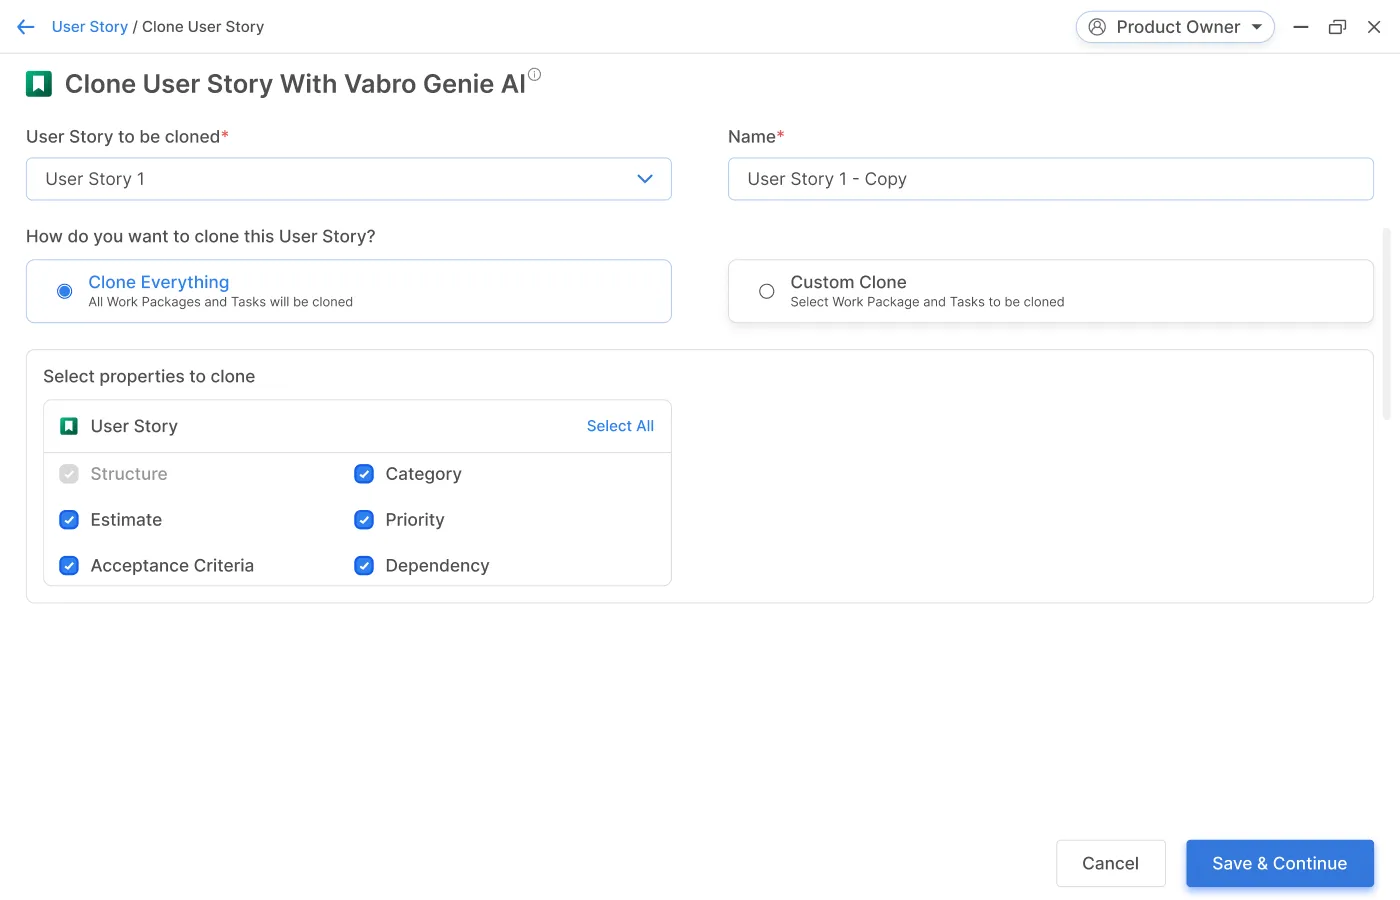 User Story / Clone User Story
Product Owner
Clone User Story With Vabro Genie AI
User Story to be cloned*
Name*
User Story 1
User Story 1 - Copy
How do you want to clone this User Story?
Clone Everything
All Work Packages and Tasks will be cloned
Custom Clone
Select Work Package and Tasks to be cloned
Select properties to clone
User Story
Select All
Structure
Category
Estimate
Priority
Acceptance Criteria
Dependency
Cancel
Save & Continue